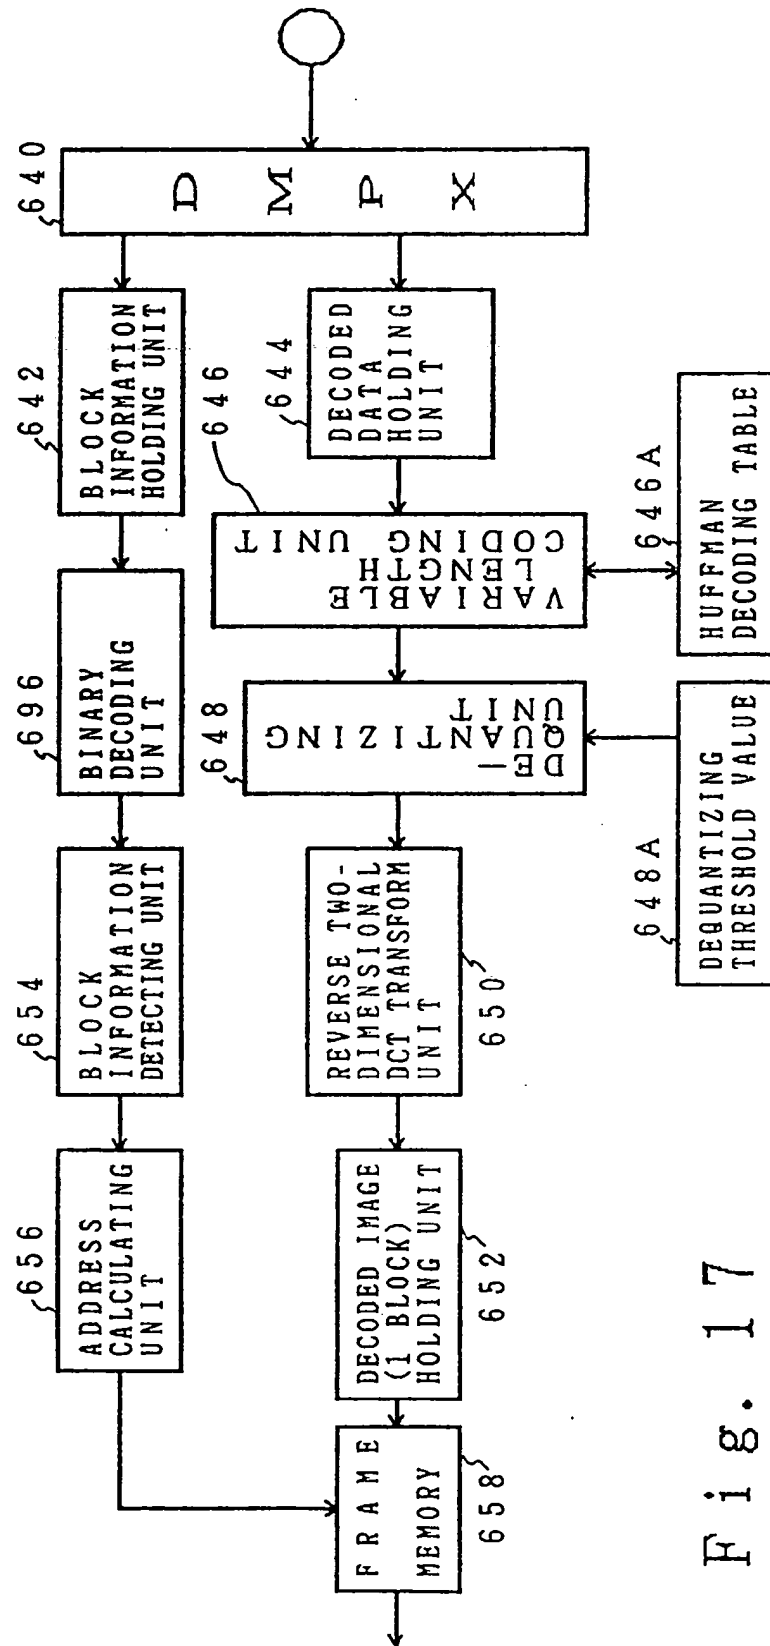 640
D M P X
642
BLOCK
INFORMATION
HOLDING UNIT
644
DECODED
DATA
HOLDING
UNIT
646
VARIABLE
LENGTH
CODING UNIT
646A
HUFFMAN
DECODING TABLE
696
BINARY
DECODING
UNIT
648
DE-
QUANTIZING
UNIT
648A
DEQUANTIZING
THRESHOLD VALUE
654
BLOCK
INFORMATION
DETECTING UNIT
REVERSE TWO-
DIMENSIONAL
DCT TRANSFORM
UNIT
650
656
ADDRESS
CALCULATING
UNIT
DECODED IMAGE
(1 BLOCK)
HOLDING UNIT
652
FRAME
MEMORY
658
Fig. 17